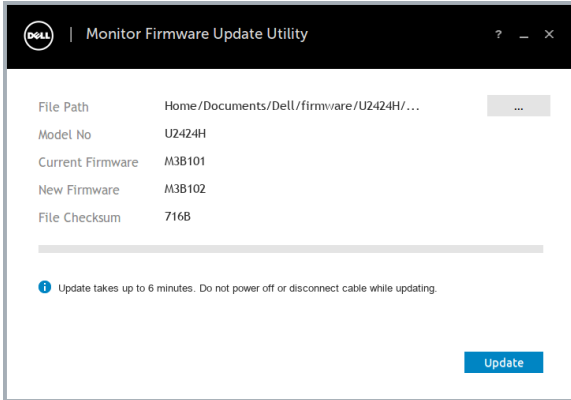 DELL | Monitor Firmware Update Utility ? _ ×
File Path Home/Documents/Dell/firmware/U2424H/... ...
Model No U2424H
Current Firmware M3B101
New Firmware M3B102
File Checksum 716B
i Update takes up to 6 minutes. Do not power off or disconnect cable while updating.
Update